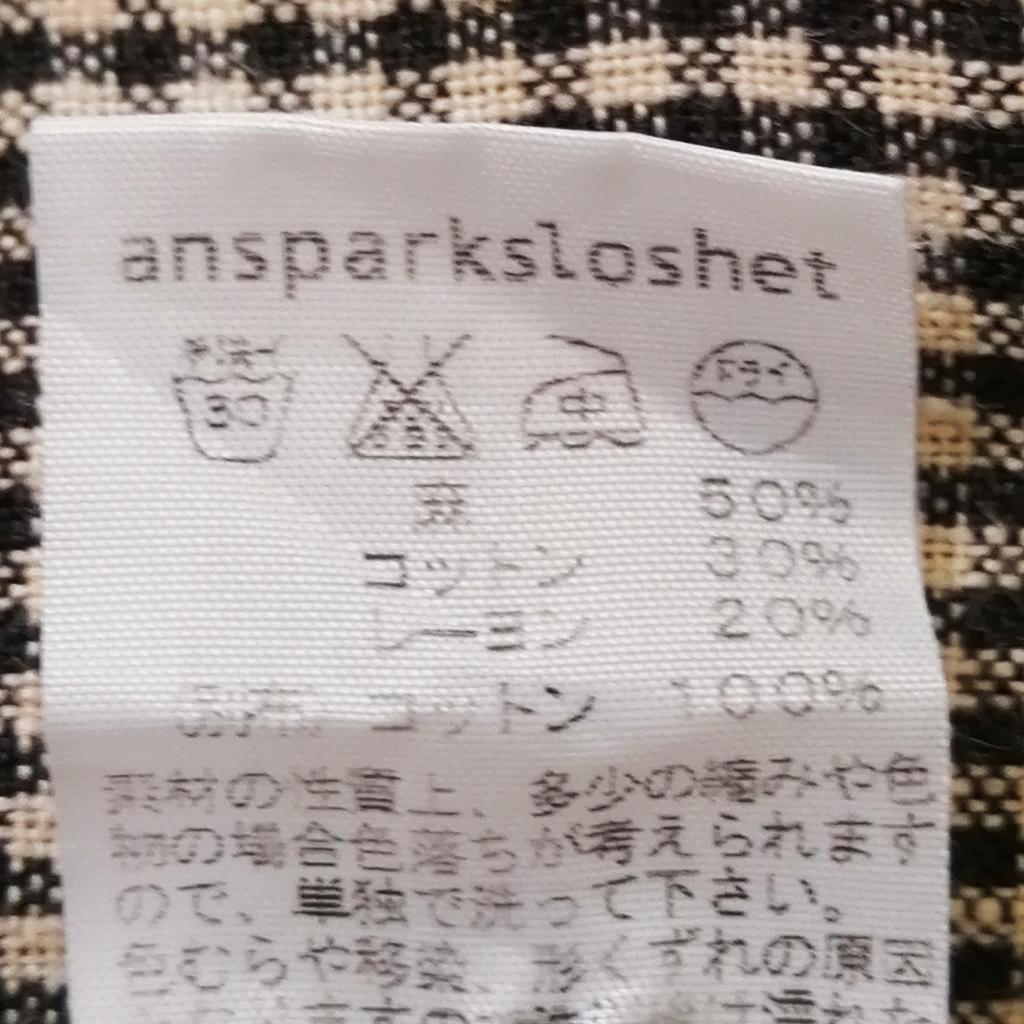 ansparksloshet
手洗イ
30
中
ドライ
麻 50%
コットン 30%
レーヨン 20%
別布 コットン 100%
素材の性質上、多少の縮みや色
物の場合色落ちが考えられます
ので、単独で洗って下さい。
色むらや移染、形くずれの原因